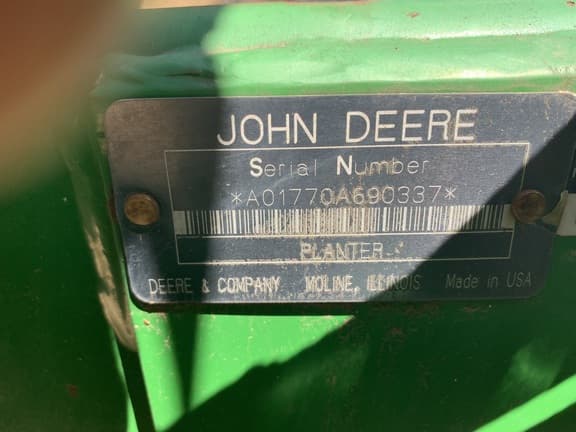 JOHN DEERE
Serial Number
*A01770A690337*
PLANTER
DEERE & COMPANY MOLINE, ILLINOIS Made in USA